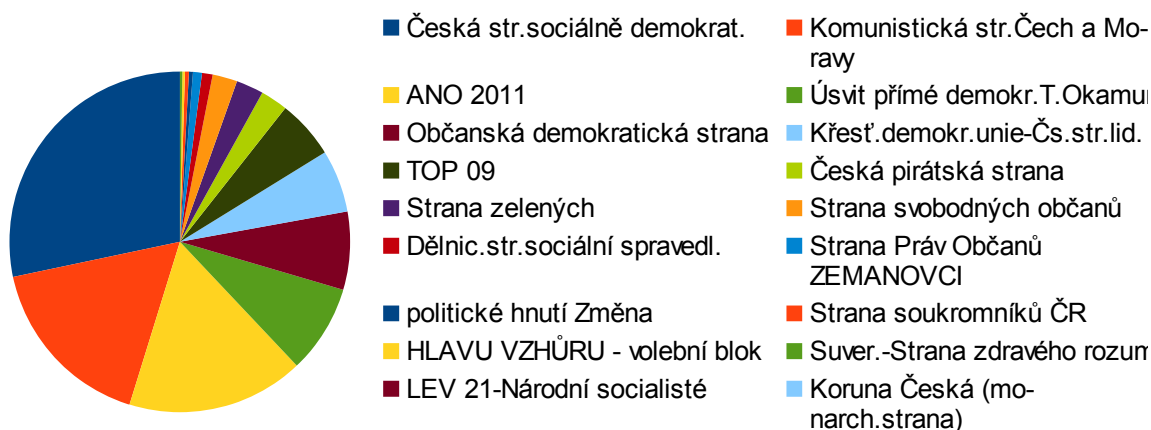 Česká str.sociálně demokrat.
Komunistická str.Čech a Mo-
ravy
ANO 2011
Úsvit přímé demokr.T.Okamur
Občanská demokratická strana
Křesť.demokr.unie-Čs.str.lid.
TOP 09
Česká pirátská strana
Strana zelených
Strana svobodných občanů
Dělnic.str.sociální spravedl.
Strana Práv Občanů
ZEMANOVCI
politické hnutí Změna
Strana soukromníků ČR
HLAVU VZHŮRU - volební blok
Suver.-Strana zdravého rozum
LEV 21-Národní socialisté
Koruna Česká (mo-
narch.strana)